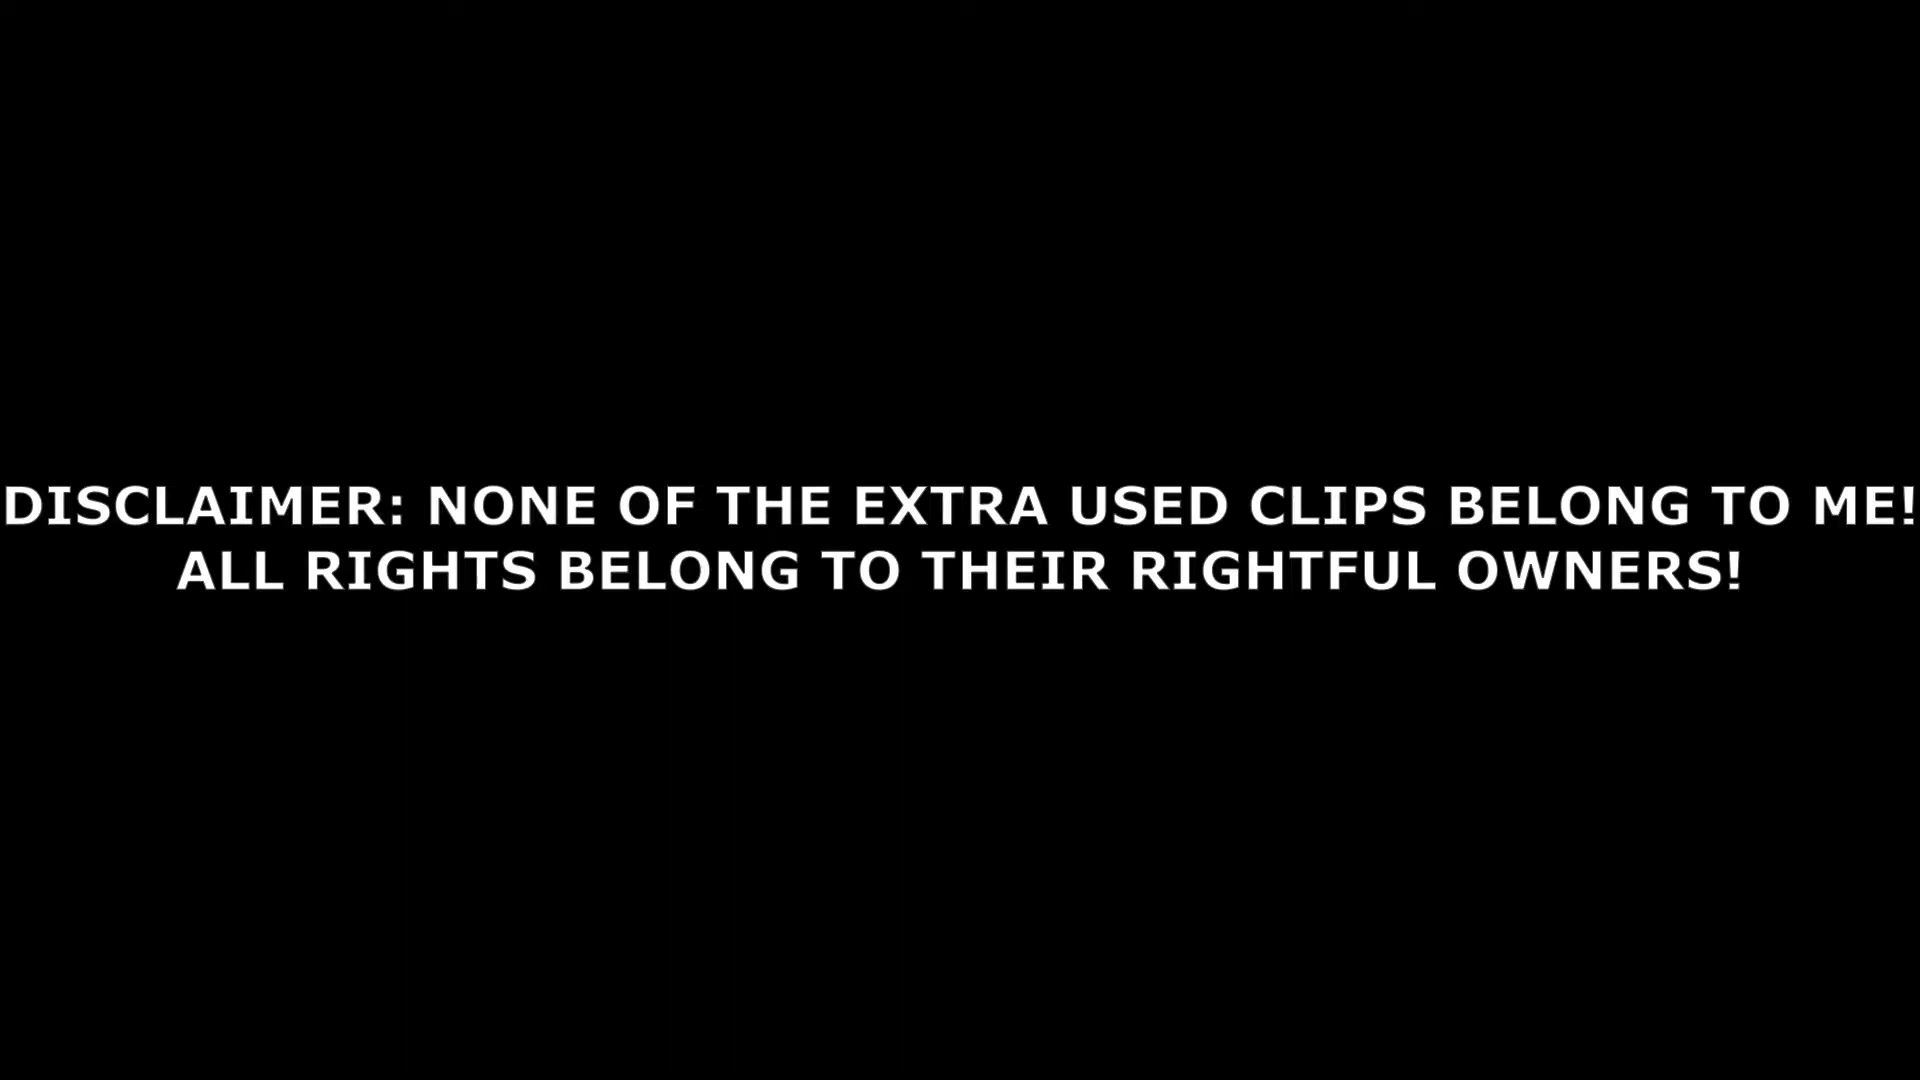 DISCLAIMER: NONE OF THE EXTRA USED CLIPS BELONG TO ME!
ALL RIGHTS BELONG TO THEIR RIGHTFUL OWNERS!